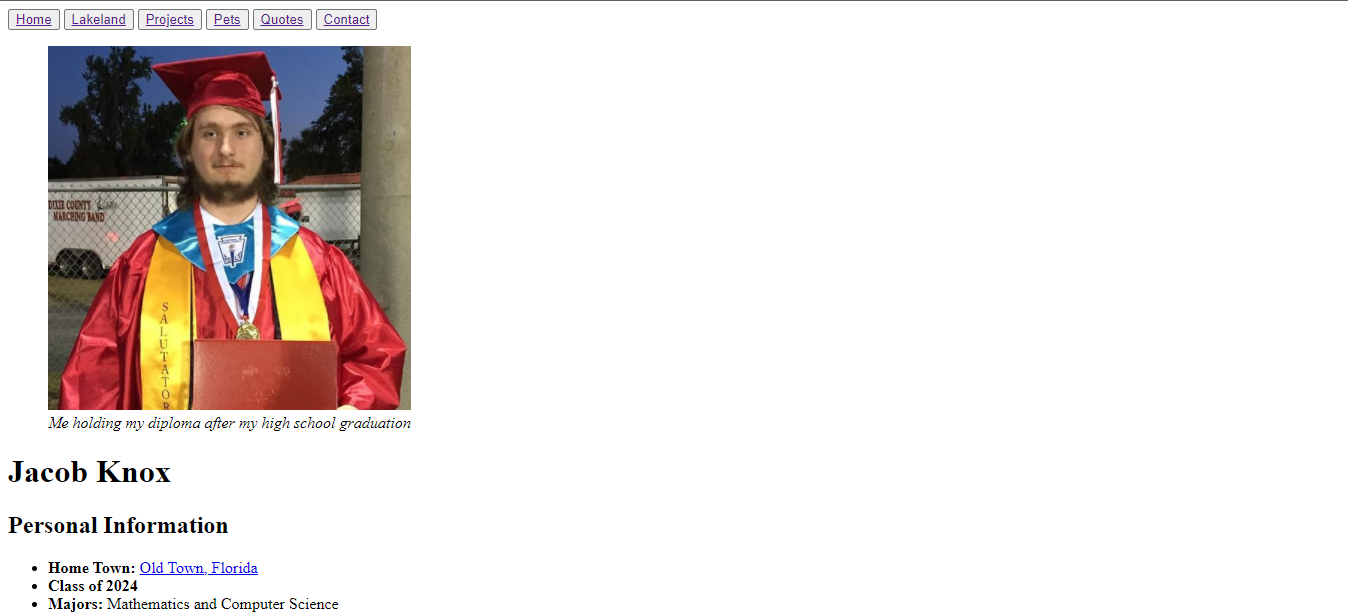 Home Lakeland Projects Pets Quotes Contact
DIXIE COUNTY
MARCHING BAND
SALUTATOR
Me holding my diploma after my high school graduation
Jacob Knox
Personal Information
Home Town: Old Town, Florida
Class of 2024
Majors: Mathematics and Computer Science